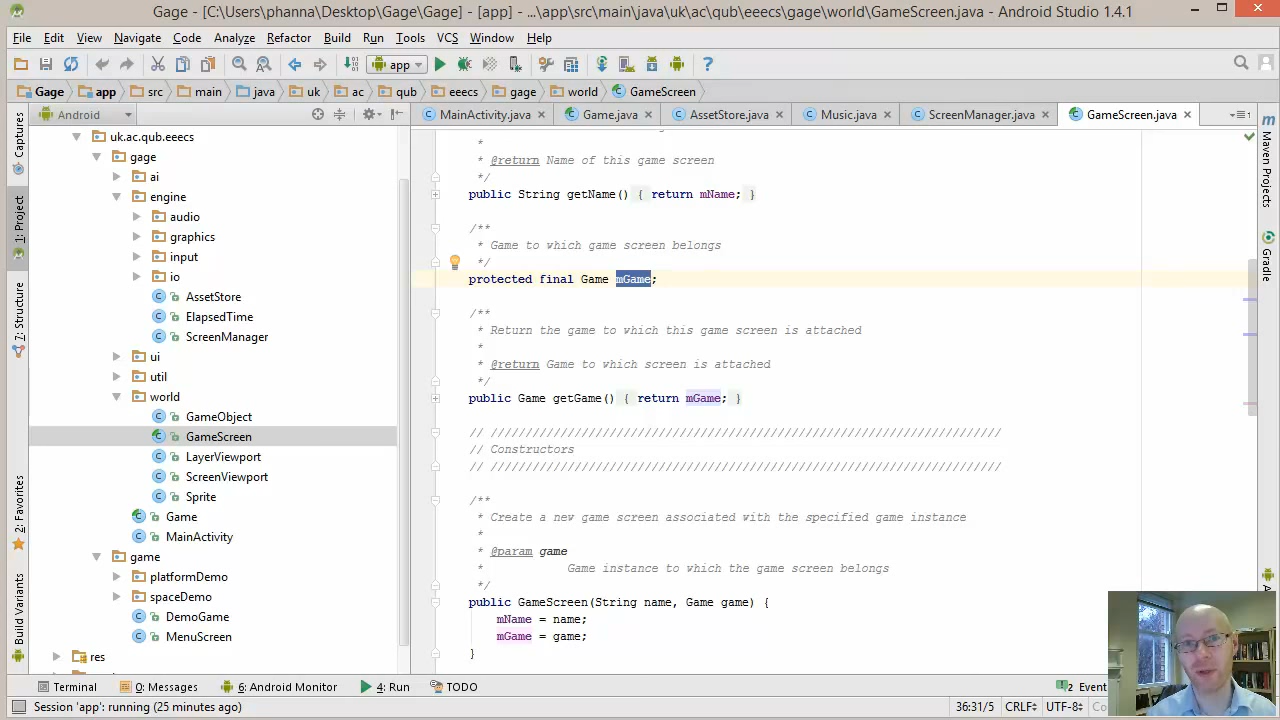 Gage - [C:\Users\phanna\Desktop\Gage\Gage] - [app] - ...\app\src\main\java\uk\ac\qub\eeecs\gage\world\GameScreen.java - Android Studio 1.4.1
File Edit View Navigate Code Analyze Refactor Build Run Tools VCS Window Help
app
Gage app src main java uk ac qub eeecs gage world GameScreen
Android
MainActivity.java Game.java AssetStore.java Music.java ScreenManager.java GameScreen.java
Captures
1: Project
7: Structure
2: Favorites
Build Variants
uk.ac.qub.eeecs
gage
ai
engine
audio
graphics
input
io
AssetStore
ElapsedTime
ScreenManager
ui
util
world
GameObject
GameScreen
LayerViewport
ScreenViewport
Sprite
Game
MainActivity
game
platformDemo
spaceDemo
DemoGame
MenuScreen
res
*
* @return Name of this game screen
*/
public String getName() { return mName; }
/**
* Game to which game screen belongs
*/
protected final Game mGame;
/**
* Return the game to which this game screen is attached
*
* @return Game to which screen is attached
*/
public Game getGame() { return mGame; }
// /////////////////////////////////////////////////////////////////////////
// Constructors
// /////////////////////////////////////////////////////////////////////////
/**
* Create a new game screen associated with the specified game instance
*
* @param game
Game instance to which the game screen belongs
*/
public GameScreen(String name, Game game) {
mName = name;
mGame = game;
}
Maven Projects
Gradle
Terminal 0: Messages 6: Android Monitor 4: Run TODO 2 Event
Session 'app': running (25 minutes ago) 36:31/5 CRLF UTF-8